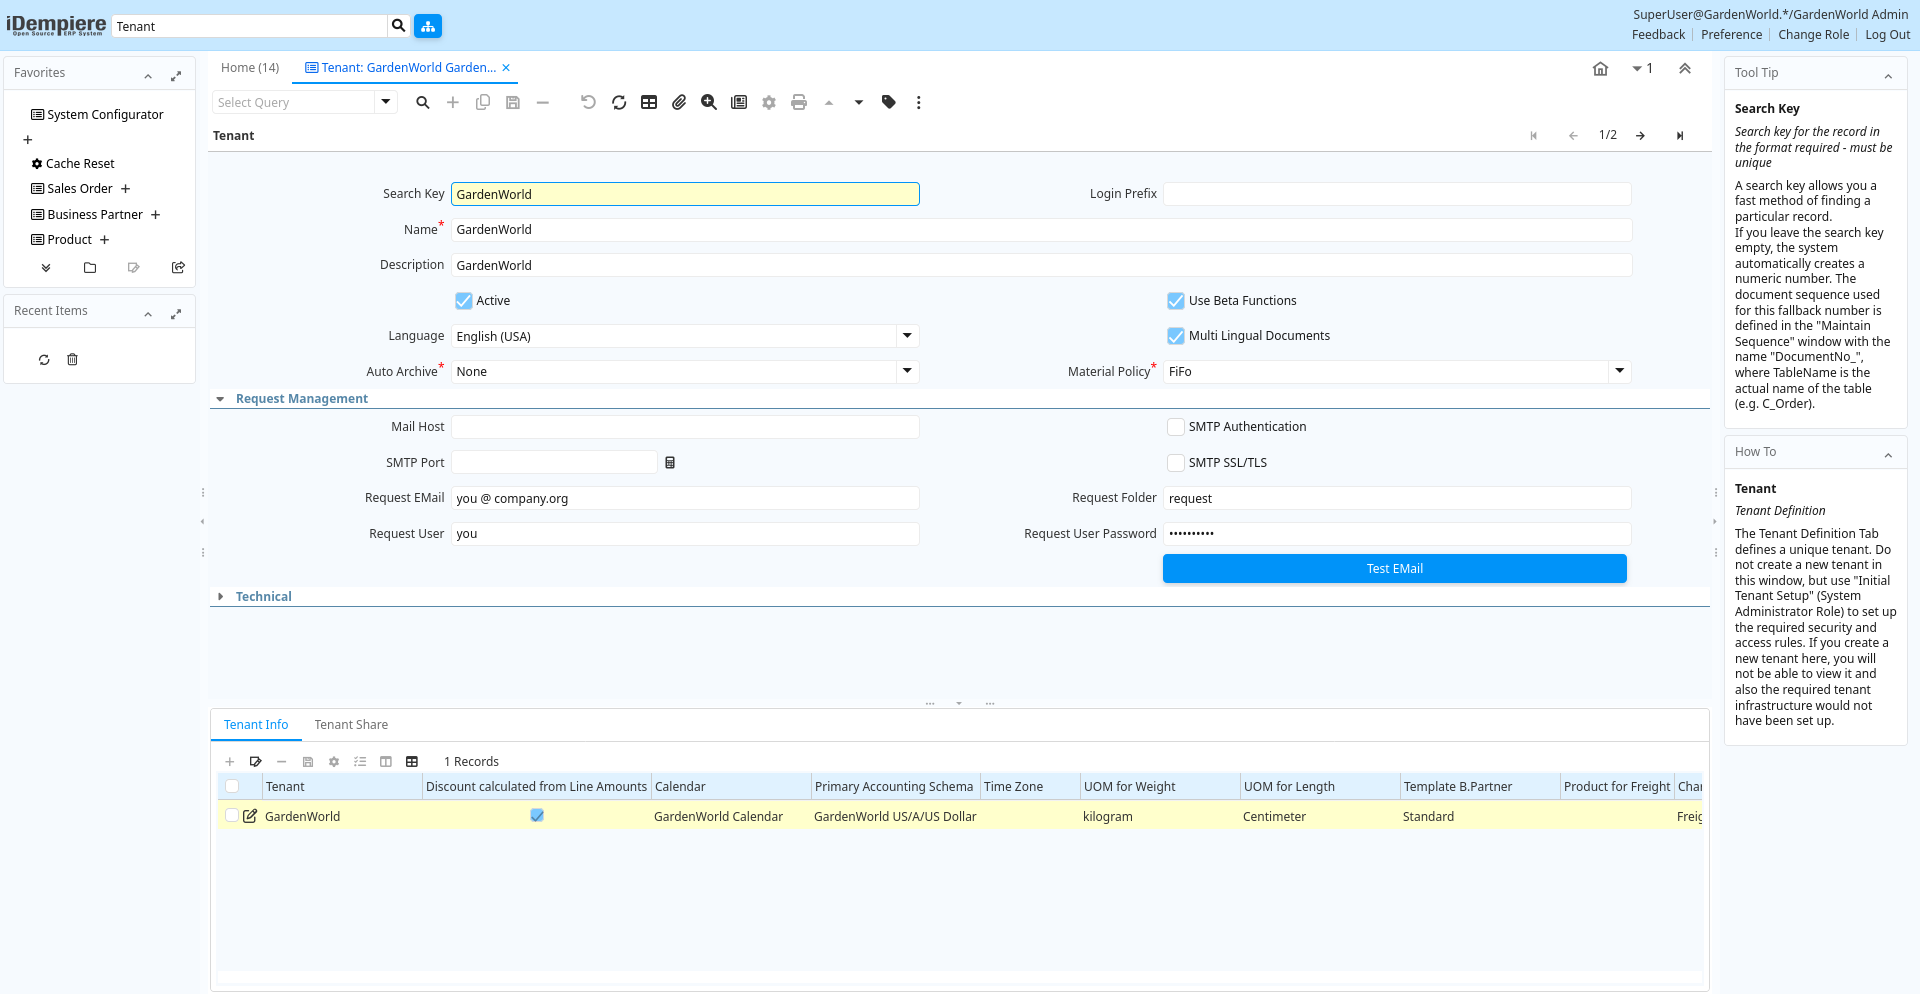 iDempiere
Open Source ERP System
Tenant
SuperUser@GardenWorld.*/GardenWorld Admin
Feedback
Preference
Change Role
Log Out
Favorites
System Configurator
Cache Reset
Sales Order
Business Partner
Product
Recent Items
Home (14)
Tenant: GardenWorld Garden...
1
Select Query
Tenant
1/2
Search Key
GardenWorld
Login Prefix
Name*
GardenWorld
Description
GardenWorld
Active
Use Beta Functions
Language
English (USA)
Multi Lingual Documents
Auto Archive*
None
Material Policy*
FiFo
Request Management
Mail Host
SMTP Authentication
SMTP Port
SMTP SSL/TLS
Request EMail
you @ company.org
Request Folder
request
Request User
you
Request User Password
••••••••••
Test EMail
Technical
Tenant Info
Tenant Share
1 Records
Tenant
Discount calculated from Line Amounts
Calendar
Primary Accounting Schema
Time Zone
UOM for Weight
UOM for Length
Template B.Partner
Product for Freight
Char
GardenWorld
GardenWorld Calendar
GardenWorld US/A/US Dollar
kilogram
Centimeter
Standard
Freig
Tool Tip
Search Key
Search key for the record in
the format required - must be
unique
A search key allows you a
fast method of finding a
particular record.
If you leave the search key
empty, the system
automatically creates a
numeric number. The
document sequence used
for this fallback number is
defined in the "Maintain
Sequence" window with the
name "DocumentNo_",
where TableName is the
actual name of the table
(e.g. C_Order).
How To
Tenant
Tenant Definition
The Tenant Definition Tab
defines a unique tenant. Do
not create a new tenant in
this window, but use "Initial
Tenant Setup" (System
Administrator Role) to set up
the required security and
access rules. If you create a
new tenant here, you will
not be able to view it and
also the required tenant
infrastructure would not
have been set up.